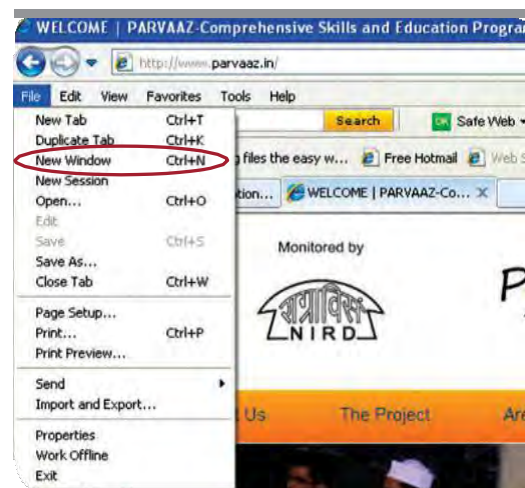 WELCOME | PARVAAZ-Comprehensive Skills and Education Progra
http://www.parvaaz.in/
File Edit View Favorites Tools Help
New Tab Ctrl+T
Search
OK Safe Web
Duplicate Tab Ctrl+K
New Window Ctrl+N
files the easy w... Free Hotmail Web S
New Session
tion... WELCOME | PARVAAZ-Co... X
Open... Ctrl+O
Edit
Save Ctrl+S
Save As...
Close Tab Ctrl+W
Page Setup...
Print... Ctrl+P
Print Preview...
Send
Import and Export...
Properties
Work Offline
Exit
Monitored by
NIRD
P
Us The Project Are